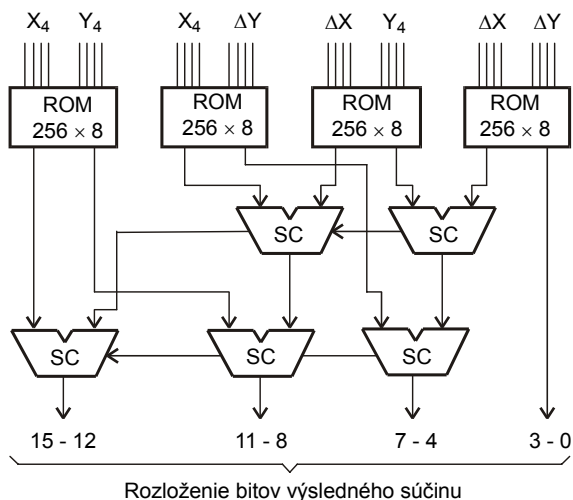 X4 Y4 X4 ΔY ΔX Y4 ΔX ΔY
ROM ROM ROM ROM
256 × 8 256 × 8 256 × 8 256 × 8
SC SC
SC SC SC
15 - 12 11 - 8 7 - 4 3 - 0
Rozloženie bitov výsledného súčinu